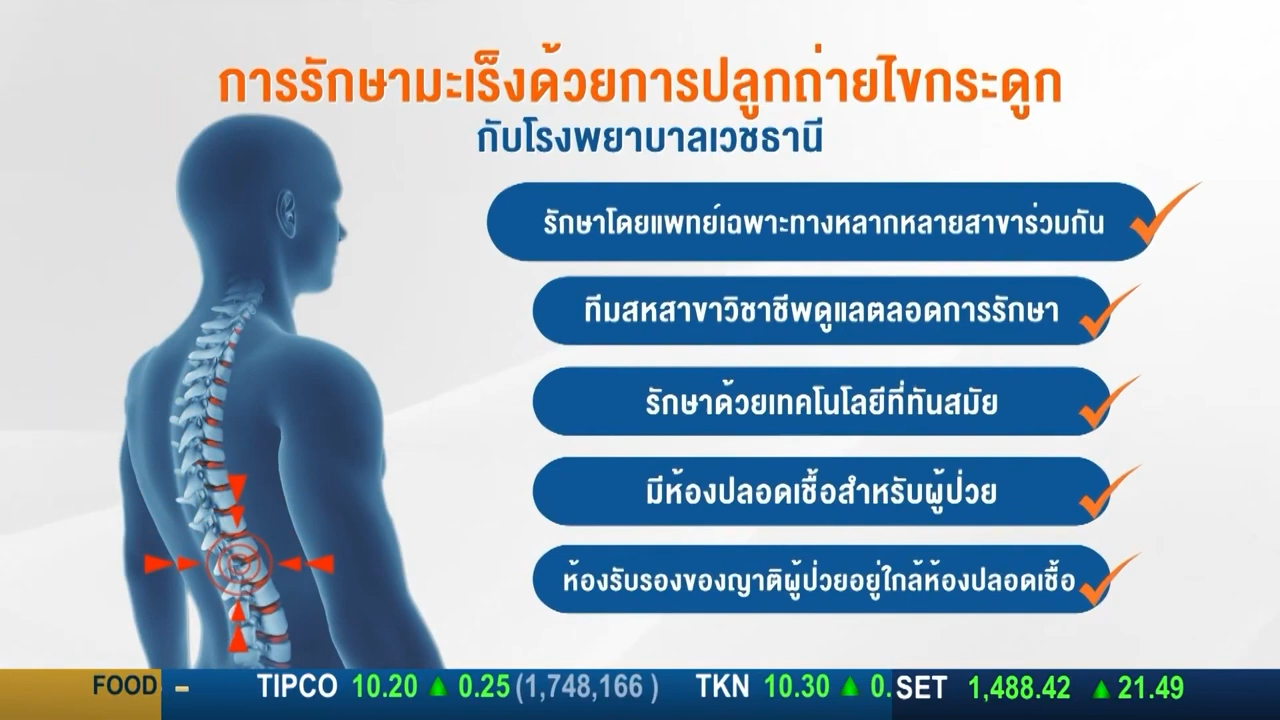 การรักษามะเร็งด้วยการปลูกถ่ายไขกระดูก
กับโรงพยาบาลเวชธานี
รักษาโดยแพทย์เฉพาะทางหลากหลายสาขาร่วมกัน
ทีมสหสาขาวิชาชีพดูแลตลอดการรักษา
รักษาด้วยเทคโนโลยีที่ทันสมัย
มีห้องปลอดเชื้อสำหรับผู้ป่วย
ห้องรับรองของญาติผู้ป่วยอยู่ใกล้ห้องปลอดเชื้อ
FOOD – TIPCO 10.20 ▲ 0.25 (1,748,166 ) TKN 10.30 ▲ 0. SET 1,488.42 ▲ 21.49